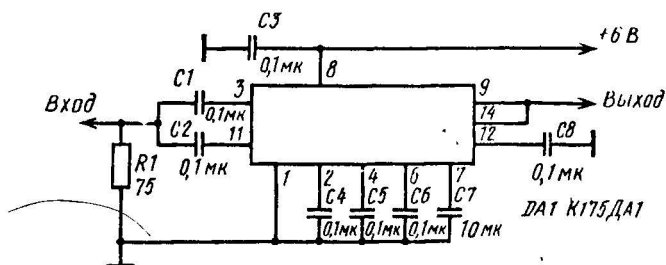 C3
+6 В
0,1мк
8
C1
3
9
Вход
0,1мк
14
Выход
C2
11
12
C8
0,1мк
0,1мк
R1
75
1
2
4
6
7
C4
C5
C6
C7
0,1мк
0,1мк
0,1мк
10мк
DA1 К175ДА1